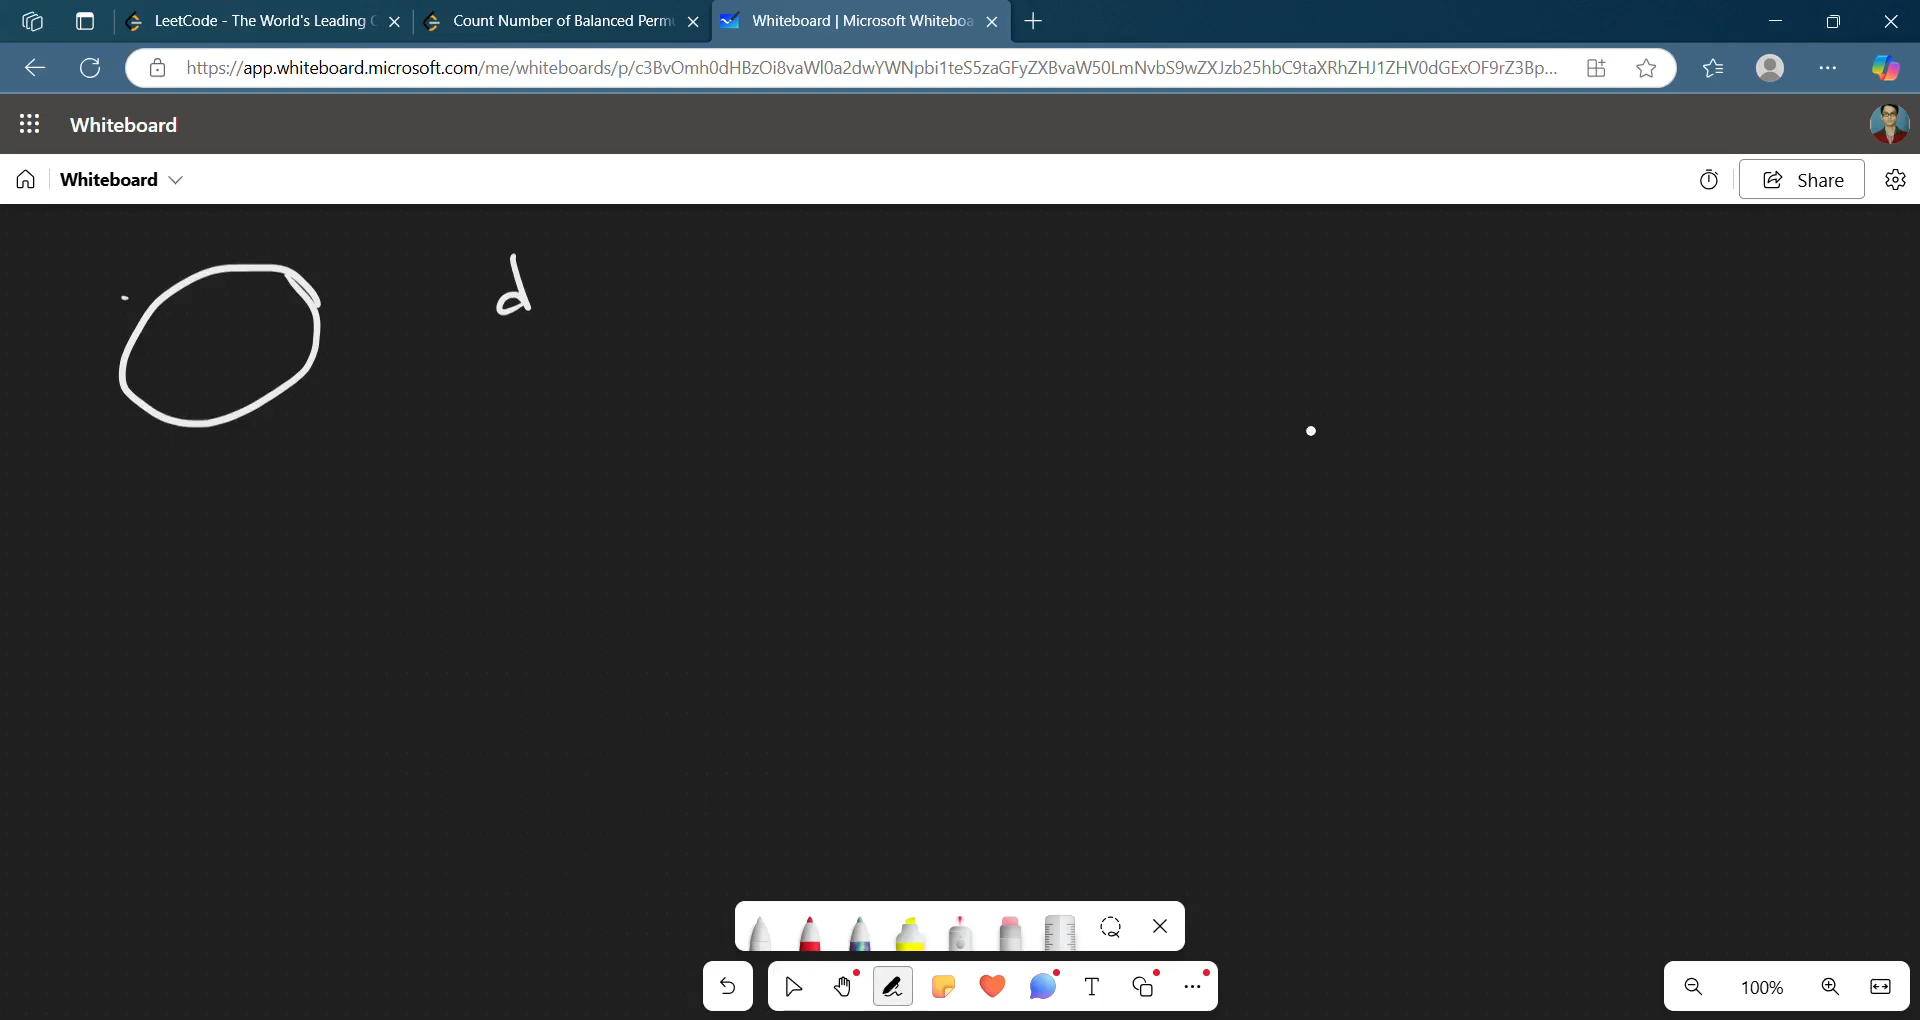 LeetCode - The World's Leading
Count Number of Balanced Perm
Whiteboard | Microsoft Whiteboa
https://app.whiteboard.microsoft.com/me/whiteboards/p/c3BvOmh0dHBzOi8vaWl0a2dwYWNpbi1teS5zaGFyZXBvaW50LmNvbS9wZXJzb25hbC9taXRhZHJ1ZHV0dGExOF9rZ3Bp...
Whiteboard
Whiteboard
Share
d
T
100%